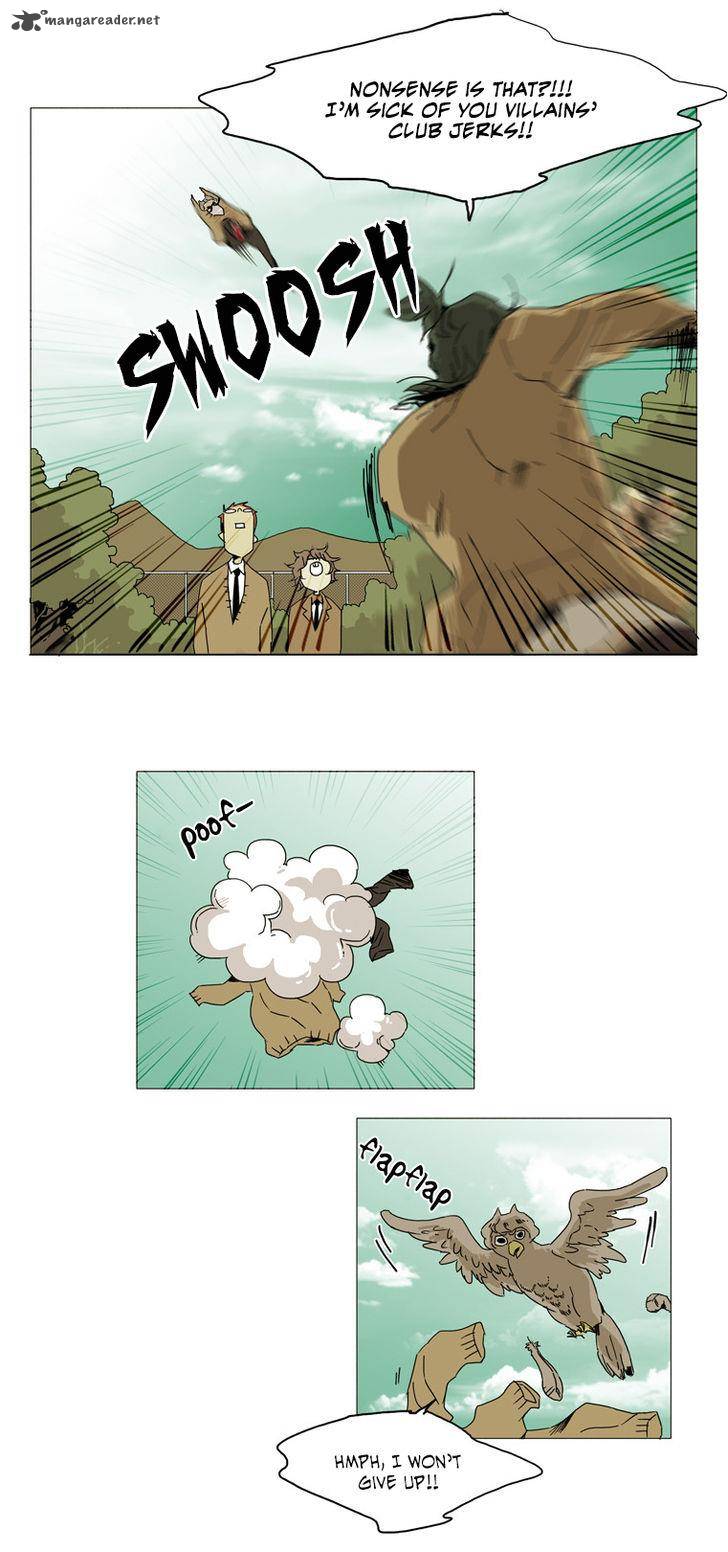 mangareader.net
NONSENSE IS THAT?!!!
I'M SICK OF YOU VILLAINS'
CLUB JERKS!!
SWOOSH
poof-
flapflap
HMPH, I WON'T
GIVE UP!!